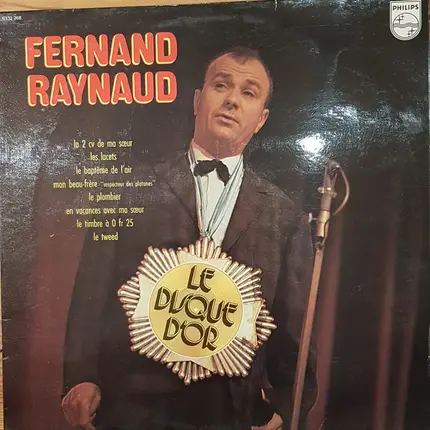 6332 268
PHILIPS
FERNAND
RAYNAUD
la 2 cv de ma sœur
les lacets
le baptême de l'air
mon beau-frère "inspecteur des platanes"
le plombier
en vacances avec ma sœur
le timbre à 0 fr 25
le tweed
LE
DISQUE
D'OR